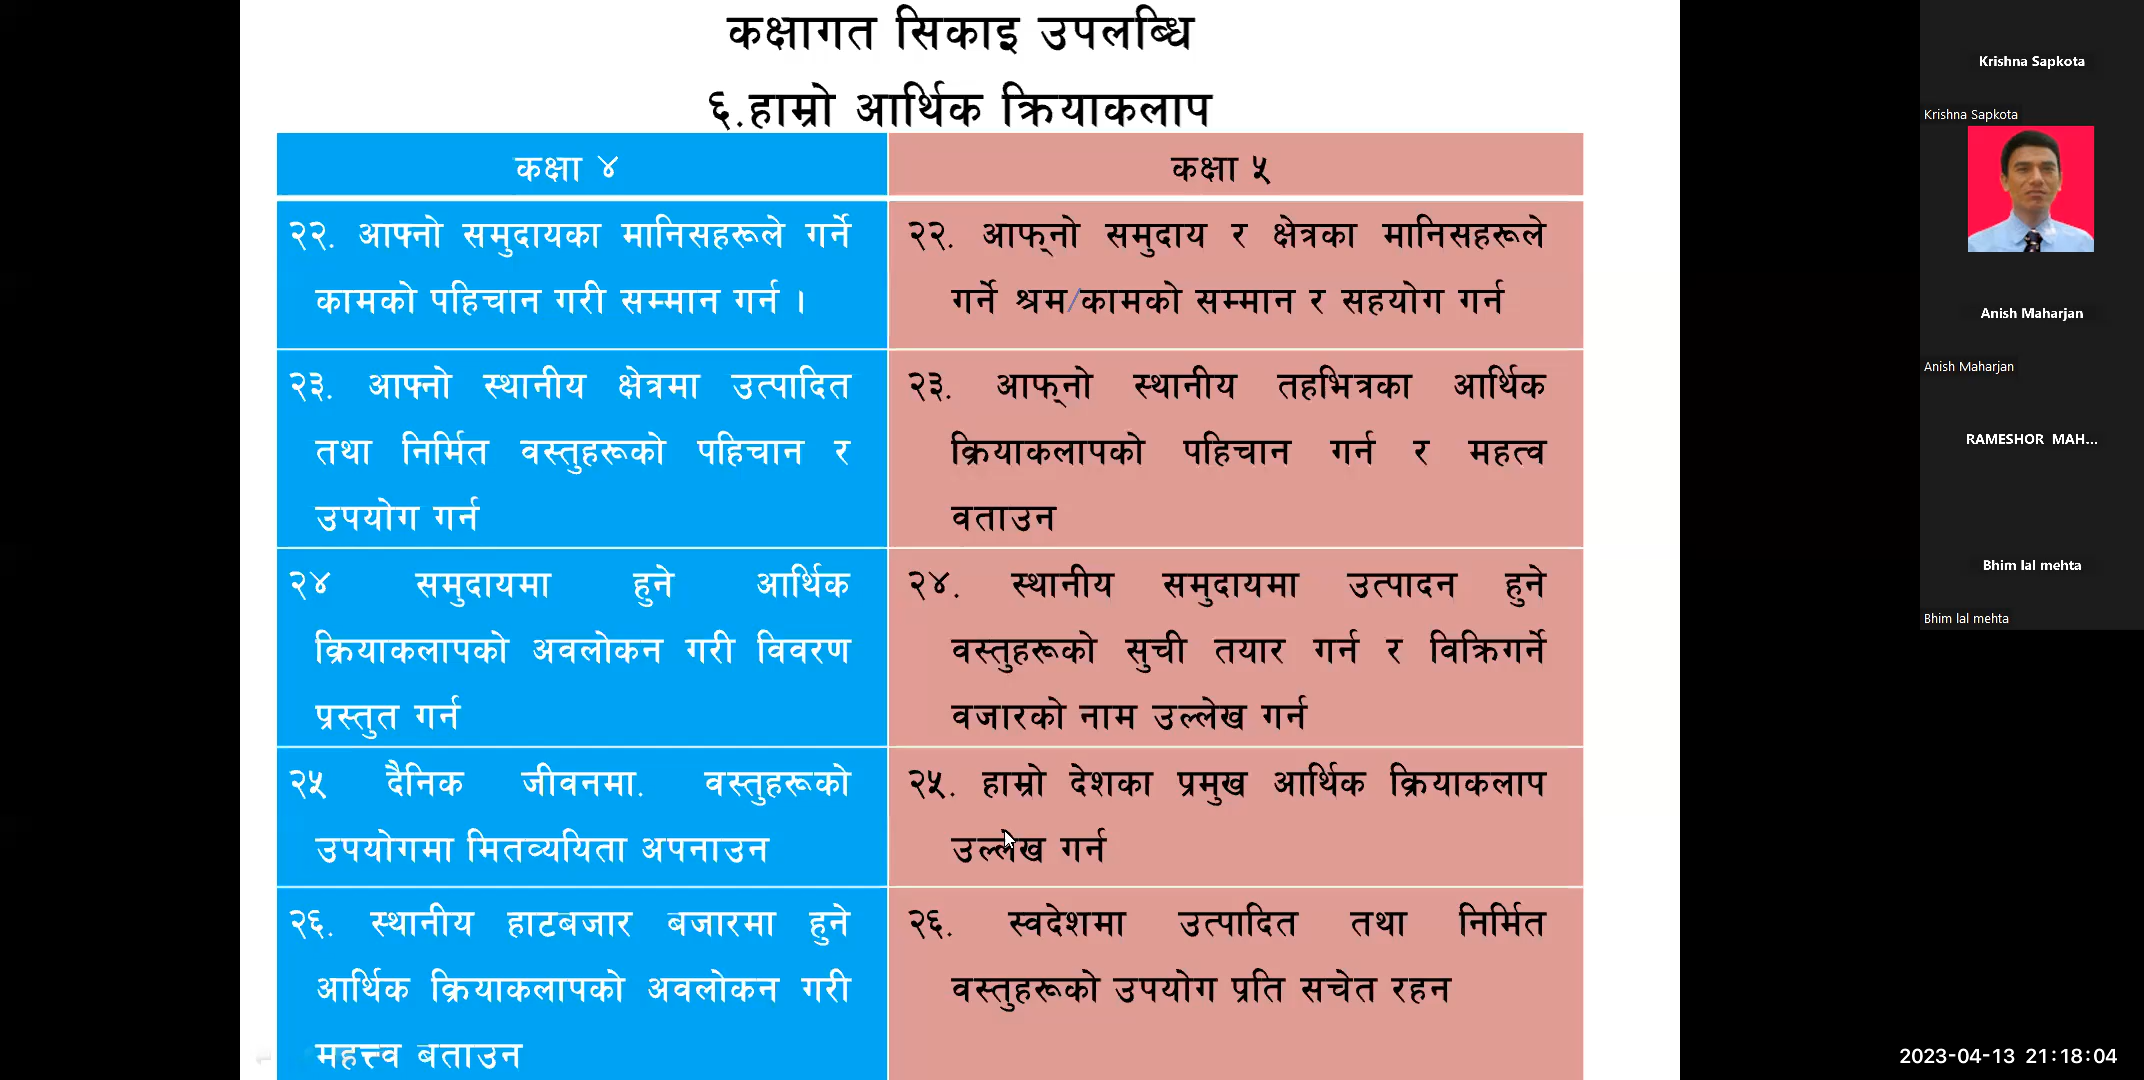 कक्षागत सिकाइ उपलब्धि
६.हाम्रो आर्थिक क्रियाकलाप
कक्षा ४
कक्षा ५
२२. आफ्नो समुदायका मानिसहरूले गर्ने
कामको पहिचान गरी सम्मान गर्न ।
२२. आफ्‌नो समुदाय र क्षेत्रका मानिसहरूले
गर्ने श्रम/कामको सम्मान र सहयोग गर्न
२३. आफ्नो स्थानीय क्षेत्रमा उत्पादित
तथा निर्मित वस्तुहरूको पहिचान र
उपयोग गर्न
२३. आफ्‌नो स्थानीय तहभित्रका आर्थिक
क्रियाकलापको पहिचान गर्न र महत्व
वताउन
२४ समुदायमा हुने आर्थिक
क्रियाकलापको अवलोकन गरी विवरण
प्रस्तुत गर्न
२४. स्थानीय समुदायमा उत्पादन हुने
वस्तुहरूको सुची तयार गर्न र विक्रिगर्ने
वजारको नाम उल्लेख गर्न
२५ दैनिक जीवनमा. वस्तुहरूको
उपयोगमा मितव्ययिता अपनाउन
२५. हाम्रो देशका प्रमुख आर्थिक क्रियाकलाप
उल्लेख गर्न
२६. स्थानीय हाटबजार बजारमा हुने
आर्थिक क्रियाकलापको अवलोकन गरी
महत्त्व बताउन
२६. स्वदेशमा उत्पादित तथा निर्मित
वस्तुहरूको उपयोग प्रति सचेत रहन
Krishna Sapkota
Krishna Sapkota
Anish Maharjan
Anish Maharjan
RAMESHOR MAH...
Bhim lal mehta
Bhim lal mehta
2023-04-13 21:18:04